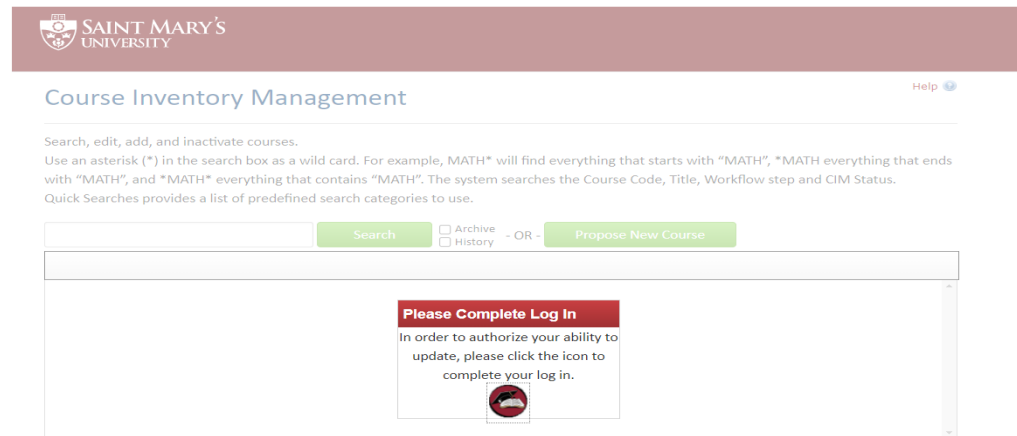 SAINT MARY'S
UNIVERSITY
Help
Course Inventory Management
Search, edit, add, and inactivate courses.
Use an asterisk (*) in the search box as a wild card. For example, MATH* will find everything that starts with “MATH”, *MATH everything that ends
with “MATH”, and *MATH* everything that contains “MATH”. The system searches the Course Code, Title, Workflow step and CIM Status.
Quick Searches provides a list of predefined search categories to use.
Search
Archive
History
- OR -
Propose New Course
Please Complete Log In
In order to authorize your ability to
update, please click the icon to
complete your log in.